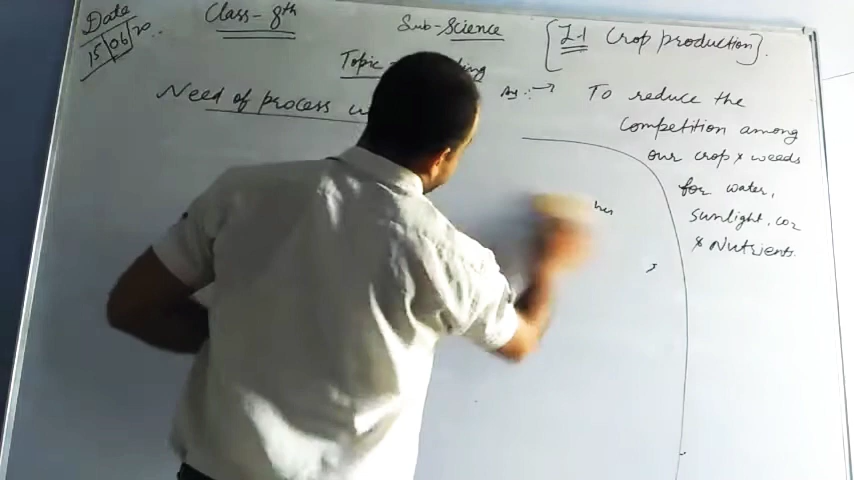 Date
15/06/20
Class-8th
Sub-Science
[L-1 Crop production].
Topic
Need of process
Ans:→ To reduce the
competition among
our crop & weeds
for water,
sunlight, CO2
& Nutrients.